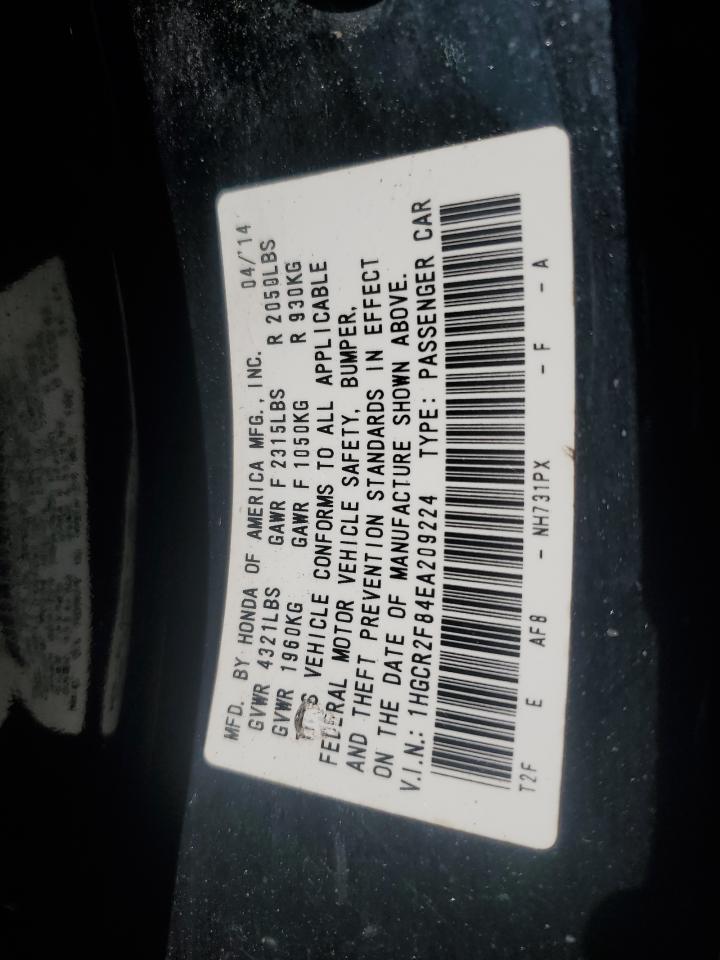 MFD. BY HONDA OF AMERICA MFG., INC. 04/'14
GVWR 4321LBS GAWR F 2315LBS R 2050LBS
GVWR 1960KG GAWR F 1050KG R 930KG
VEHICLE CONFORMS TO ALL APPLICABLE
FEDERAL MOTOR VEHICLE SAFETY, BUMPER,
AND THEFT PREVENTION STANDARDS IN EFFECT
ON THE DATE OF MANUFACTURE SHOWN ABOVE.
V.I.N.: 1HGCR2F84EA209224 TYPE: PASSENGER CAR
T2F E AF8 - NH731PX - F - A